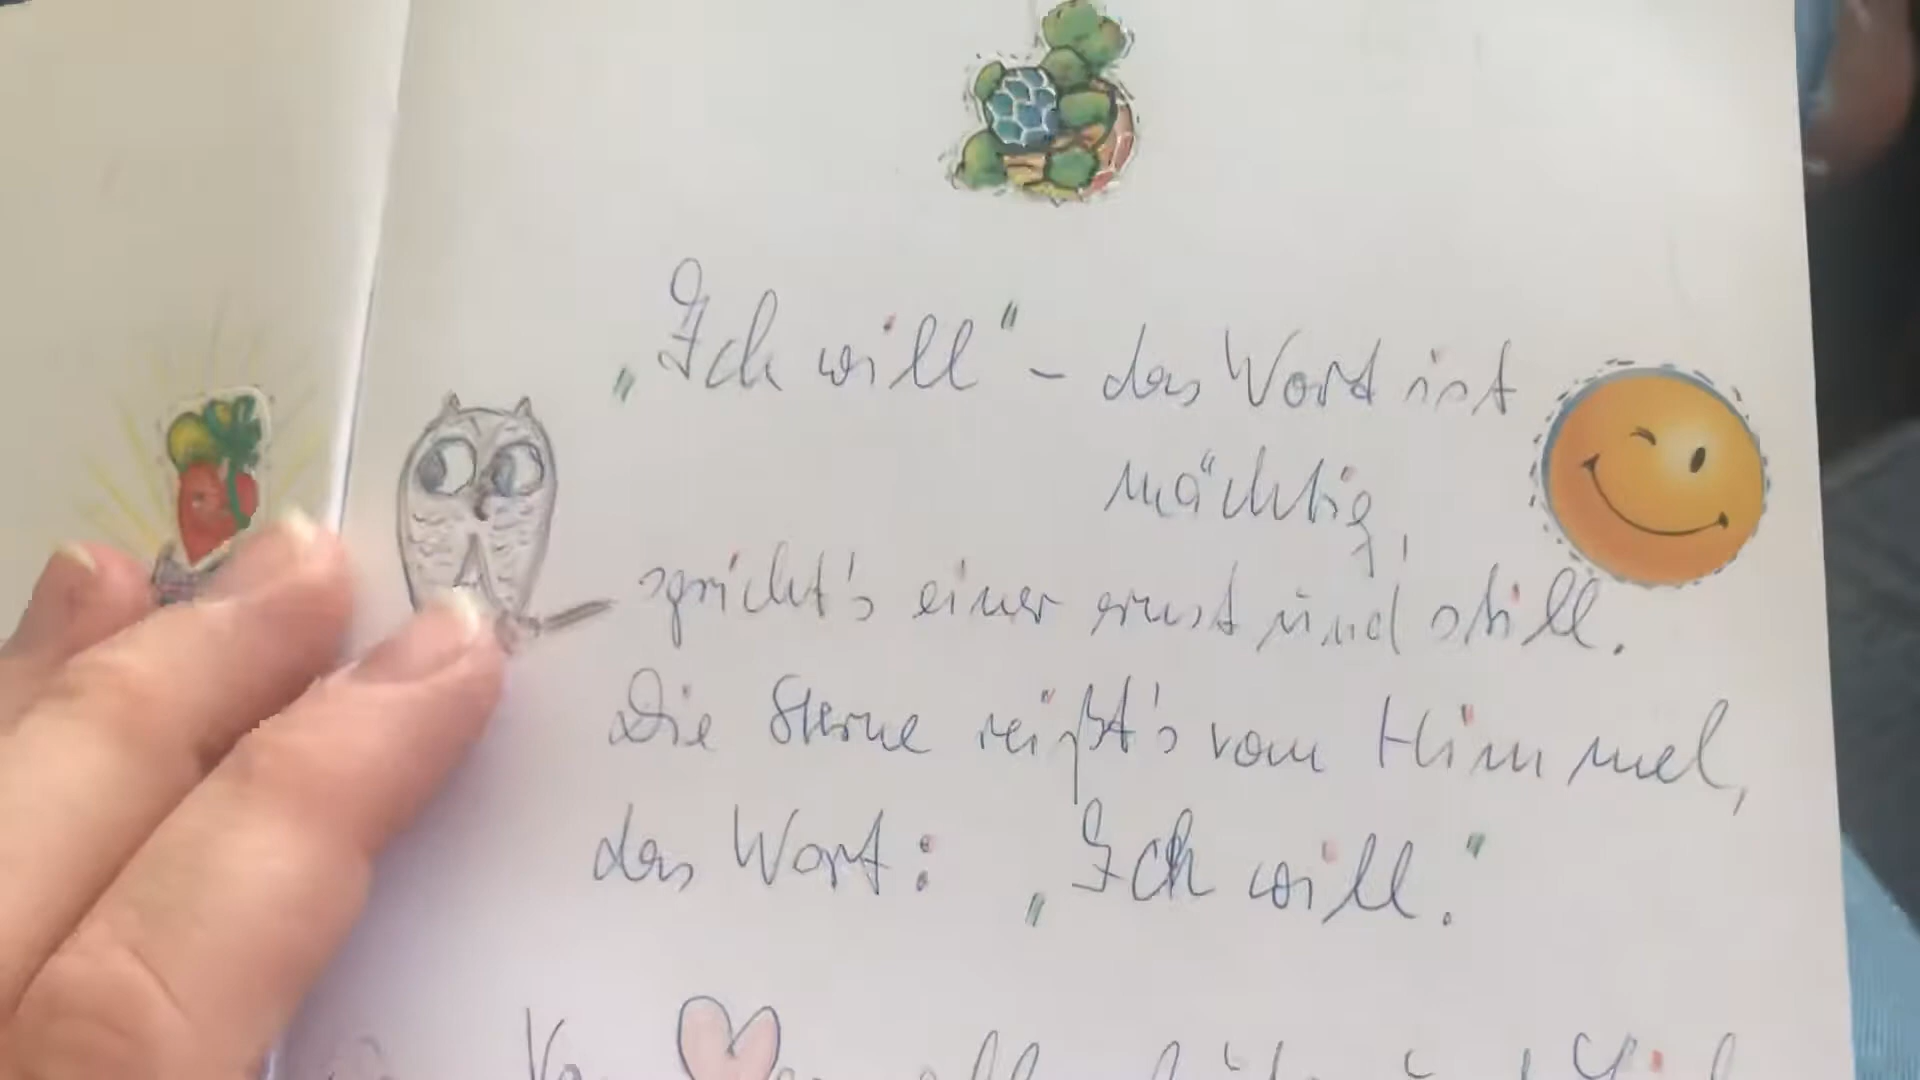 „Ich will" – das Wort ist
mächtig,
spricht's einer ernst und still.
Die Sterne reißt's vom Himmel,
das Wort: „Ich will."